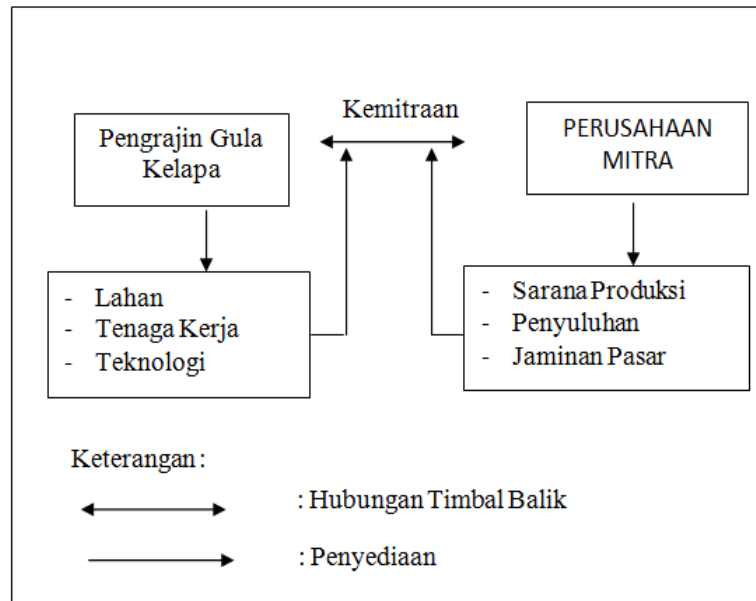 Kemitraan
Pengrajin Gula
Kelapa
PERUSAHAAN
MITRA
- Lahan
- Tenaga Kerja
- Teknologi
- Sarana Produksi
- Penyuluhan
- Jaminan Pasar
Keterangan :
: Hubungan Timbal Balik
: Penyediaan